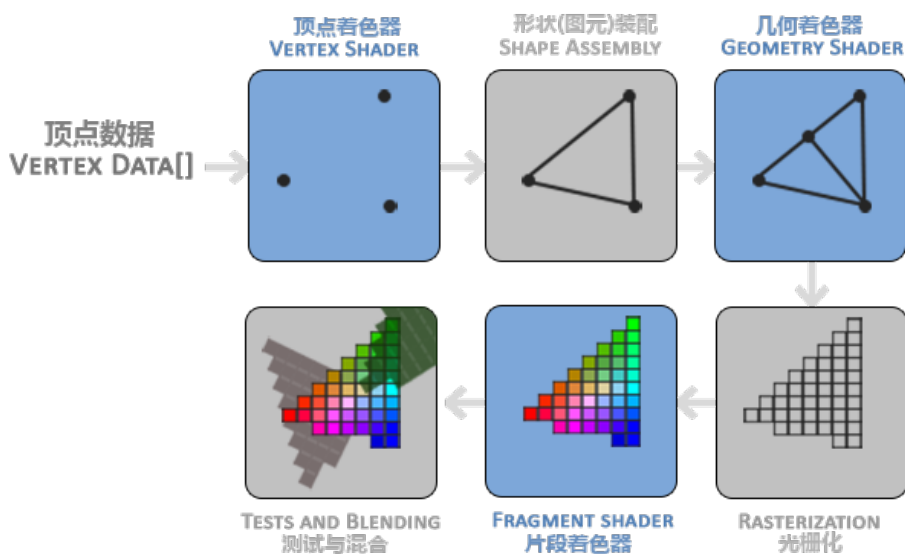 顶点着色器
VERTEX SHADER
形状(图元)装配
SHAPE ASSEMBLY
几何着色器
GEOMETRY SHADER
顶点数据
VERTEX DATA[]
TESTS AND BLENDING
测试与混合
FRAGMENT SHADER
片段着色器
RASTERIZATION
光栅化